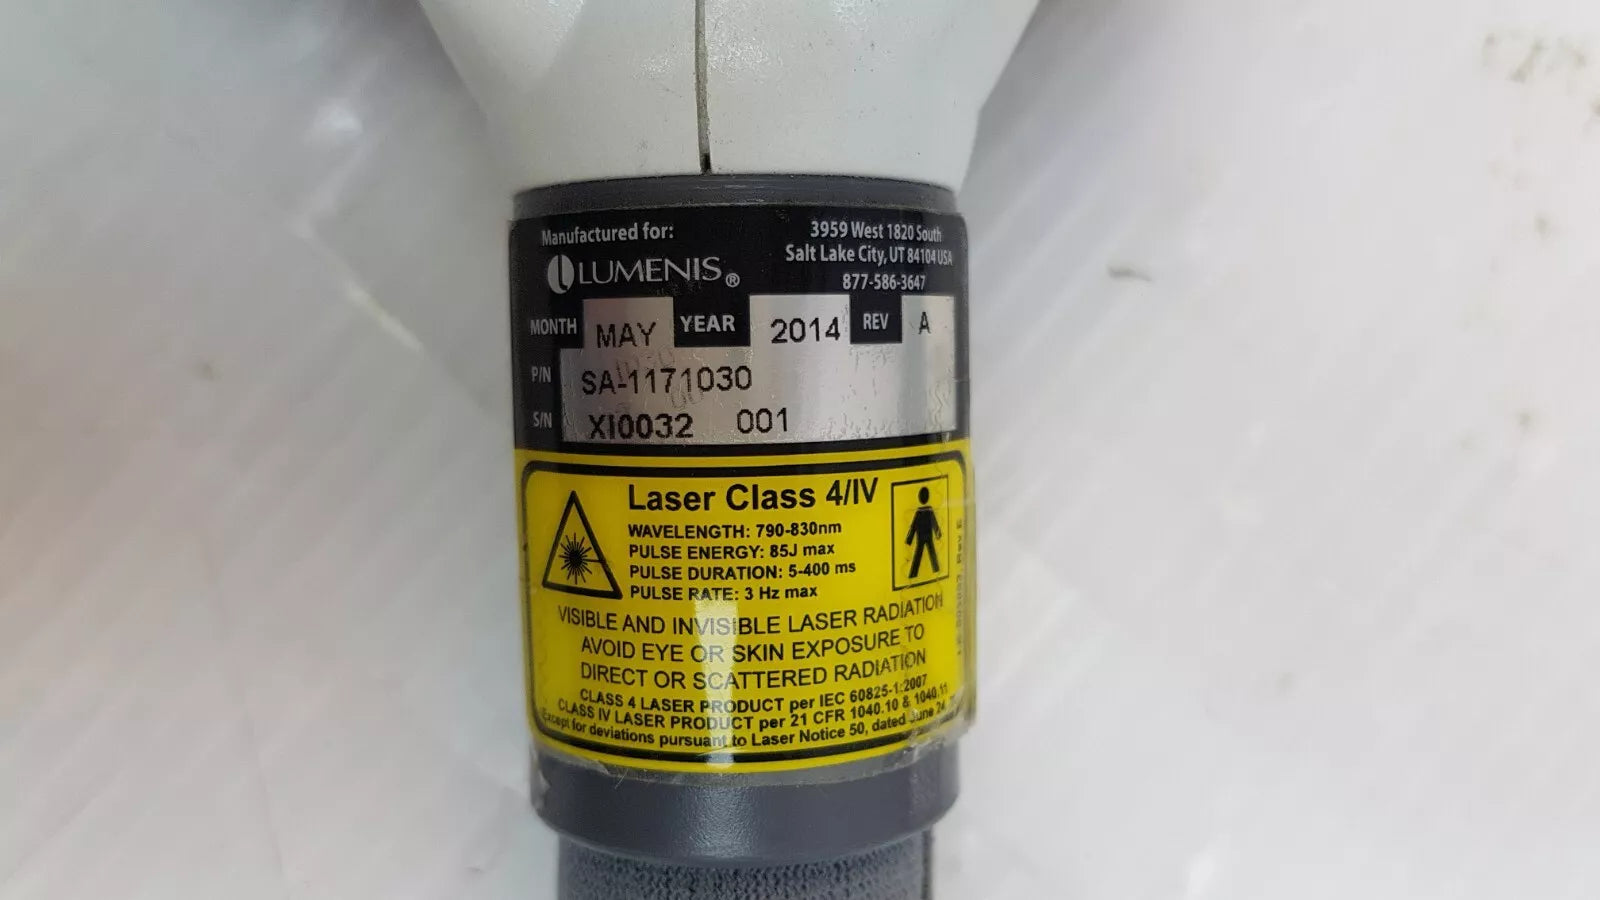 Manufactured for:
LUMENIS®
3959 West 1820 South
Salt Lake City, UT 84104 USA
877-586-3647
MONTH MAY YEAR 2014 REV A
P/N SA-1171030
S/N XI0032 001
Laser Class 4/IV
WAVELENGTH: 790-830nm
PULSE ENERGY: 85J max
PULSE DURATION: 5-400 ms
PULSE RATE: 3 Hz max
VISIBLE AND INVISIBLE LASER RADIATION
AVOID EYE OR SKIN EXPOSURE TO
DIRECT OR SCATTERED RADIATION
CLASS 4 LASER PRODUCT per IEC 60825-1:2007
CLASS IV LASER PRODUCT per 21 CFR 1040.10 & 1040.11
Except for deviations pursuant to Laser Notice 50, dated June 24,
Rev E